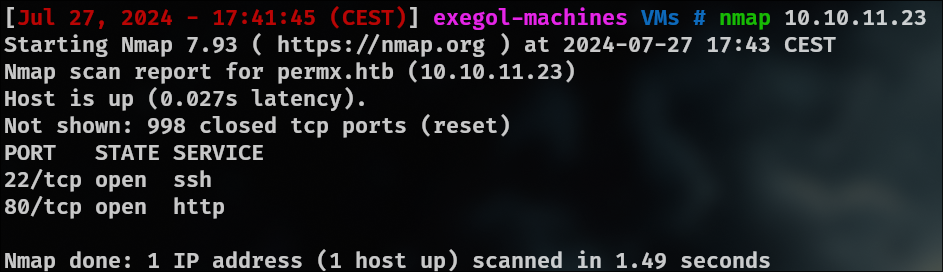 [Jul 27, 2024 - 17:41:45 (CEST)] exegol-machines VMs # nmap 10.10.11.23
Starting Nmap 7.93 ( https://nmap.org ) at 2024-07-27 17:43 CEST
Nmap scan report for permx.htb (10.10.11.23)
Host is up (0.027s latency).
Not shown: 998 closed tcp ports (reset)
PORT   STATE SERVICE
22/tcp open  ssh
80/tcp open  http
Nmap done: 1 IP address (1 host up) scanned in 1.49 seconds